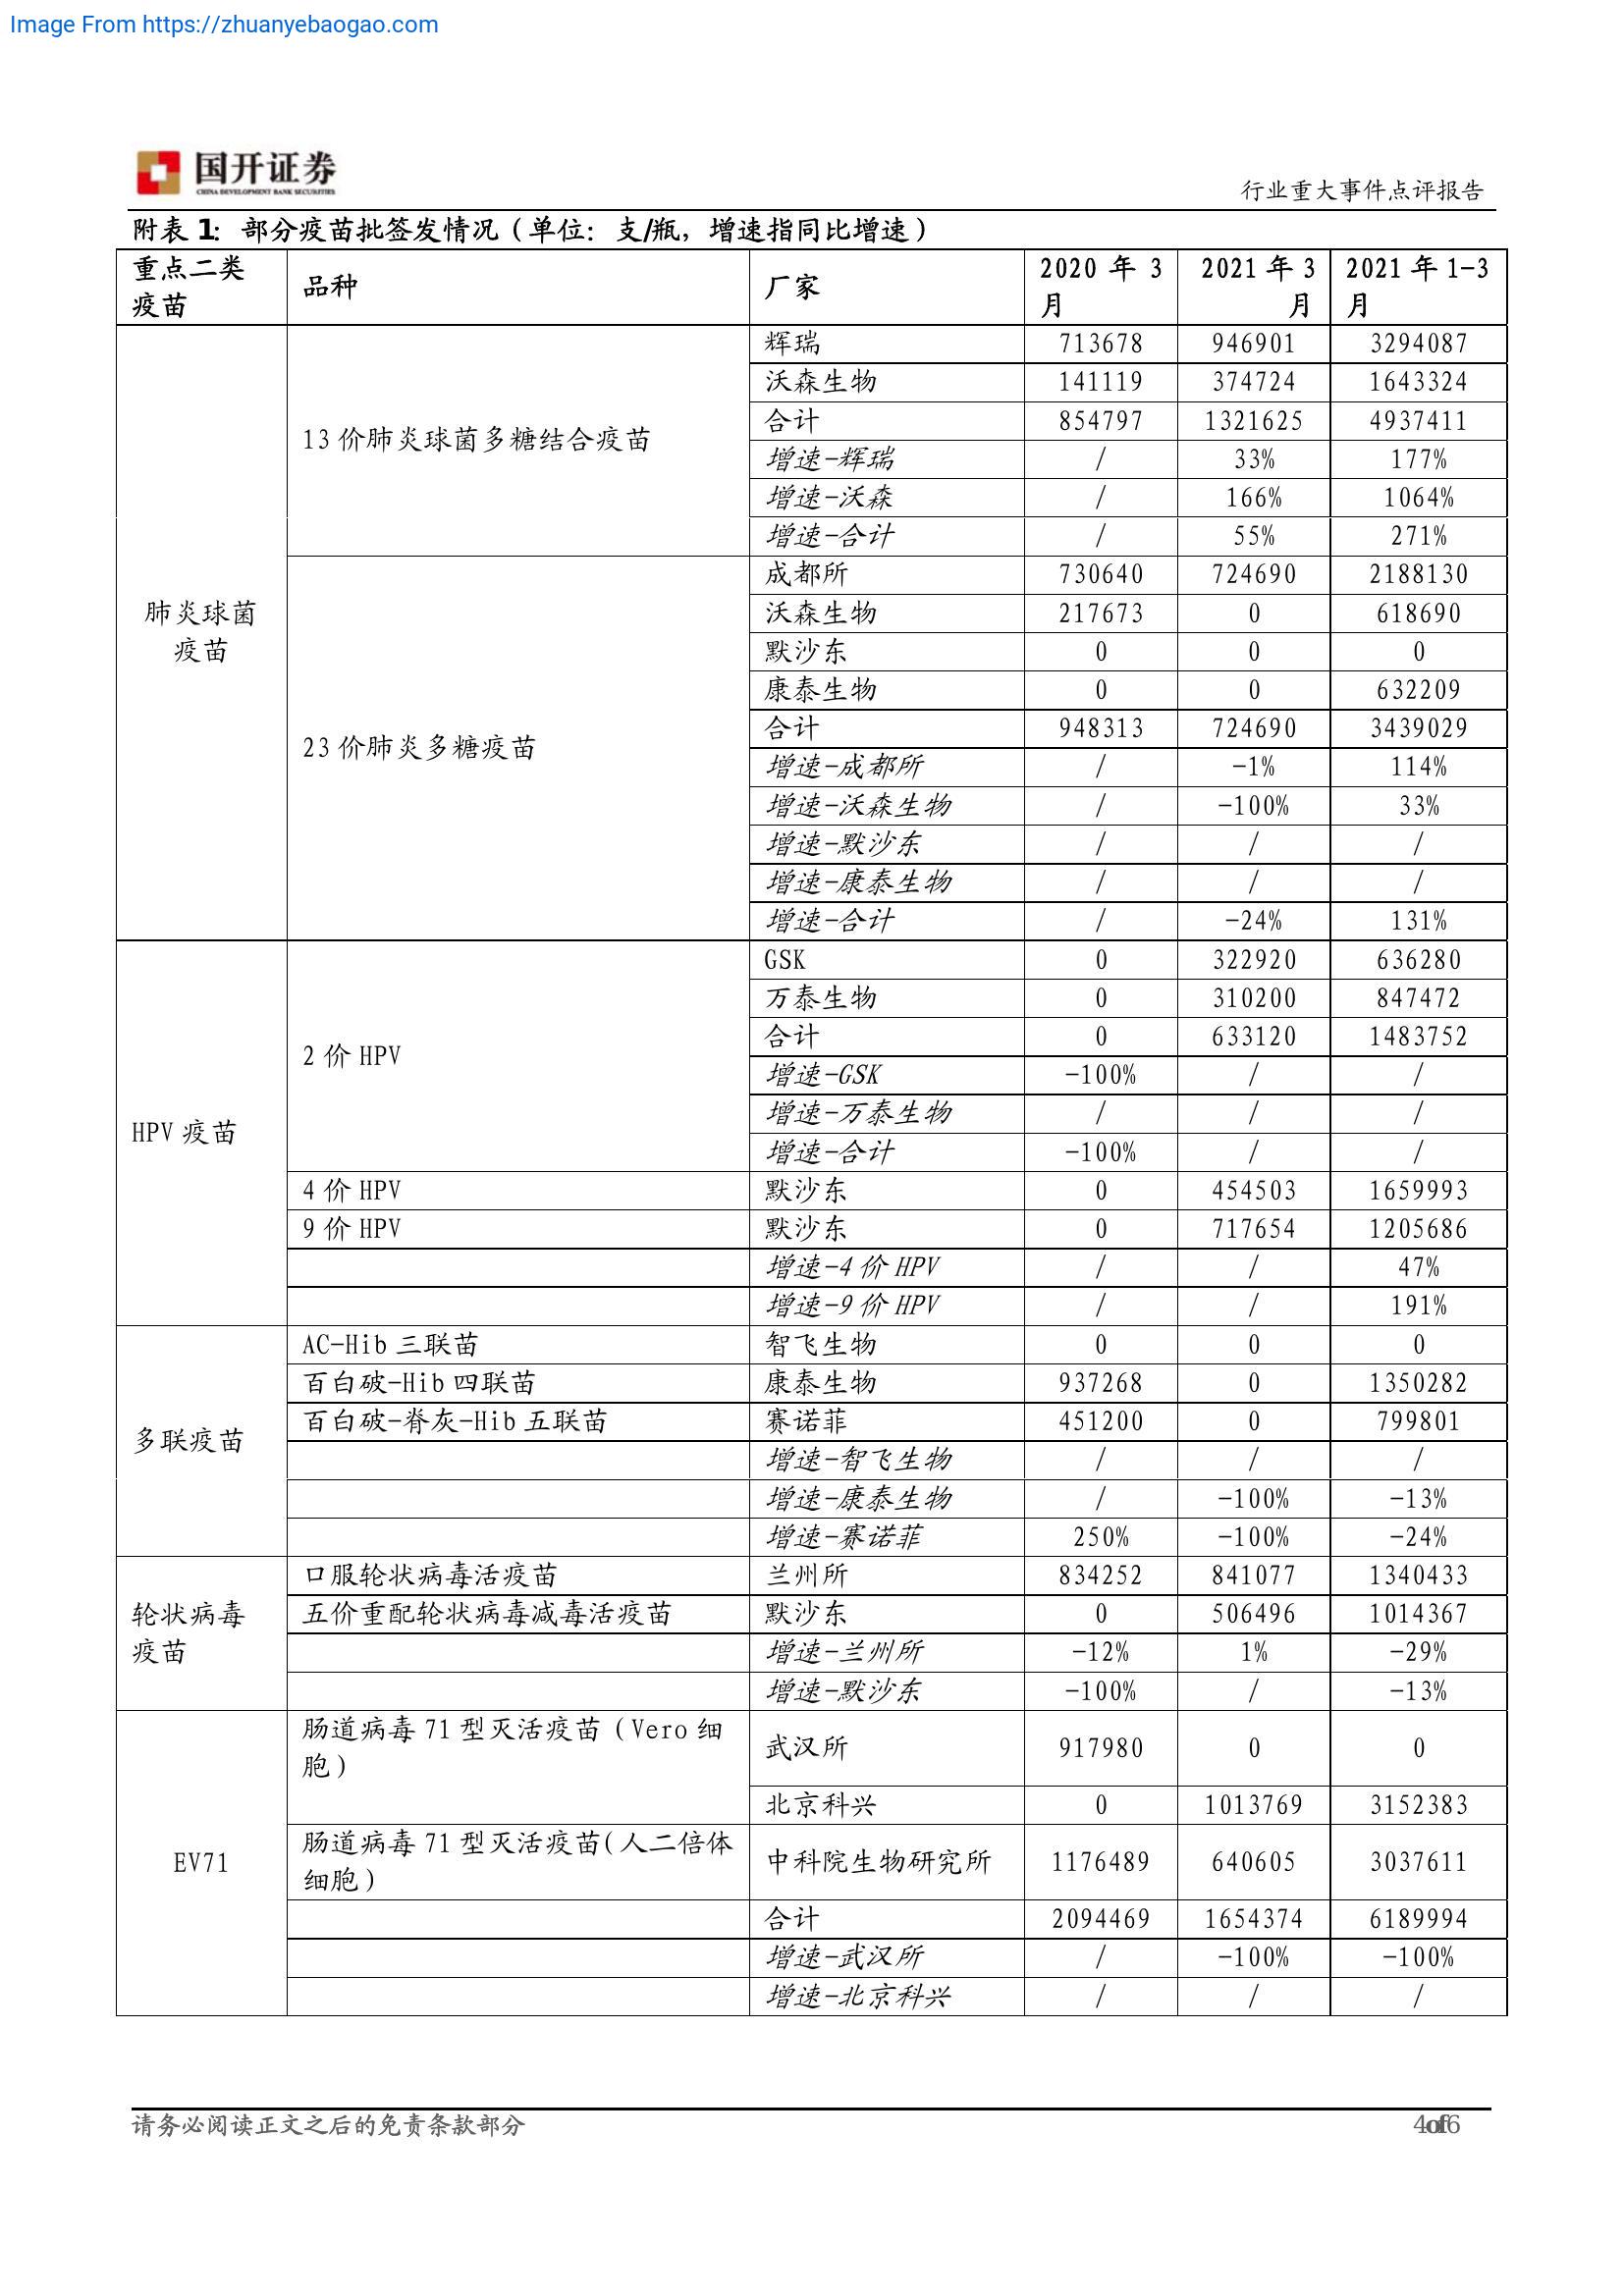 Image From https://zhuanyebaogao.com
国开证券
CHINA DEVELOPMENT BANK SECURITIES
行业重大事件点评报告
附表 1: 部分疫苗批签发情况（单位：支/瓶，增速指同比增速）
重点二类疫苗 品种 厂家 2020 年 3 月 2021 年 3 月 2021 年 1-3 月
肺炎球菌疫苗 13 价肺炎球菌多糖结合疫苗 辉瑞 713678 946901 3294087
沃森生物 141119 374724 1643324
合计 854797 1321625 4937411
增速-辉瑞 / 33% 177%
增速-沃森 / 166% 1064%
增速-合计 / 55% 271%
23 价肺炎多糖疫苗 成都所 730640 724690 2188130
沃森生物 217673 0 618690
默沙东 0 0 0
康泰生物 0 0 632209
合计 948313 724690 3439029
增速-成都所 / -1% 114%
增速-沃森生物 / -100% 33%
增速-默沙东 / / /
增速-康泰生物 / / /
增速-合计 / -24% 131%
HPV 疫苗 2 价 HPV GSK 0 322920 636280
万泰生物 0 310200 847472
合计 0 633120 1483752
增速-GSK -100% / /
增速-万泰生物 / / /
增速-合计 -100% / /
4 价 HPV 默沙东 0 454503 1659993
9 价 HPV 默沙东 0 717654 1205686
增速-4 价 HPV / / 47%
增速-9 价 HPV / / 191%
多联疫苗 AC-Hib 三联苗 智飞生物 0 0 0
百白破-Hib 四联苗 康泰生物 937268 0 1350282
百白破-脊灰-Hib 五联苗 赛诺菲 451200 0 799801
增速-智飞生物 / / /
增速-康泰生物 / -100% -13%
增速-赛诺菲 250% -100% -24%
轮状病毒疫苗 口服轮状病毒活疫苗 兰州所 834252 841077 1340433
五价重配轮状病毒减毒活疫苗 默沙东 0 506496 1014367
增速-兰州所 -12% 1% -29%
增速-默沙东 -100% / -13%
EV71 肠道病毒 71 型灭活疫苗（Vero 细胞） 武汉所 917980 0 0
北京科兴 0 1013769 3152383
肠道病毒 71 型灭活疫苗(人二倍体细胞) 中科院生物研究所 1176489 640605 3037611
合计 2094469 1654374 6189994
增速-武汉所 / -100% -100%
增速-北京科兴 / / /
请务必阅读正文之后的免责条款部分
4of6